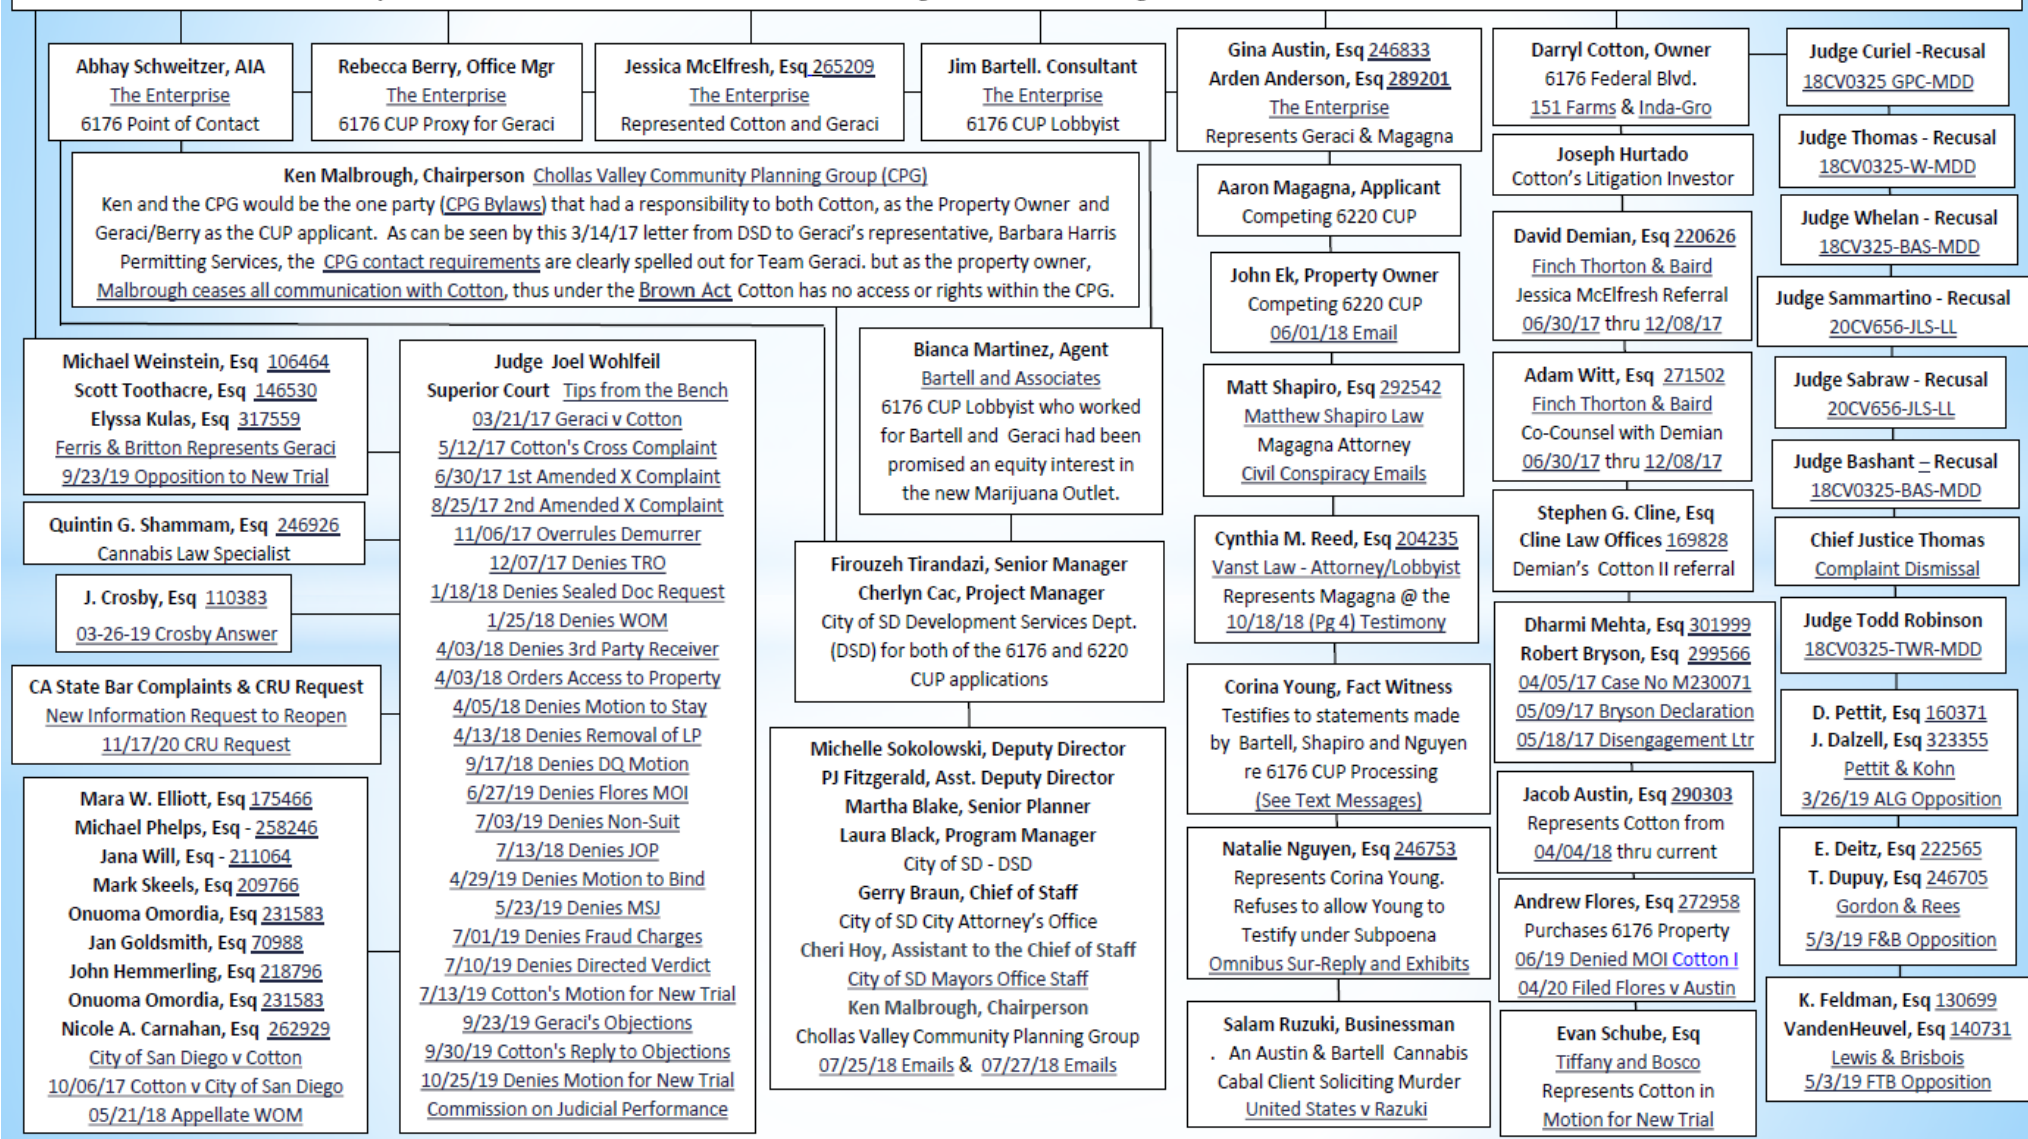 Abhay Schweitzer, AIA
The Enterprise
6176 Point of Contact
Rebecca Berry, Office Mgr
The Enterprise
6176 CUP Proxy for Geraci
Jessica McElfresh, Esq 265209
The Enterprise
Represented Cotton and Geraci
Jim Bartell. Consultant
The Enterprise
6176 CUP Lobbyist
Gina Austin, Esq 246833
Arden Anderson, Esq 289201
The Enterprise
Represents Geraci & Magagna
Darryl Cotton, Owner
6176 Federal Blvd.
151 Farms & Inda-Gro
Judge Curiel -Recusal
18CV0325 GPC-MDD
Ken Malbrough, Chairperson Chollas Valley Community Planning Group (CPG)
Ken and the CPG would be the one party (CPG Bylaws) that had a responsibility to both Cotton, as the Property Owner and
Geraci/Berry as the CUP applicant. As can be seen by this 3/14/17 letter from DSD to Geraci's representative, Barbara Harris
Permitting Services, the CPG contact requirements are clearly spelled out for Team Geraci. but as the property owner,
Malbrough ceases all communication with Cotton, thus under the Brown Act Cotton has no access or rights within the CPG.
Michael Weinstein, Esq 106464
Scott Toothacre, Esq 146530
Elyssa Kulas, Esq 317559
Ferris & Britton Represents Geraci
9/23/19 Opposition to New Trial
Quintin G. Shammam, Esq 246926
Cannabis Law Specialist
J. Crosby, Esq 110383
03-26-19 Crosby Answer
CA State Bar Complaints & CRU Request
New Information Request to Reopen
11/17/20 CRU Request
Mara W. Elliott, Esq 175466
Michael Phelps, Esq - 258246
Jana Will, Esq - 211064
Mark Skeels, Esq 209766
Onuoma Omordia, Esq 231583
Jan Goldsmith, Esq 70988
John Hemmerling, Esq 218796
Onuoma Omordia, Esq 231583
Nicole A. Carnahan, Esq 262929
City of San Diego v Cotton
10/06/17 Cotton v City of San Diego
05/21/18 Appellate WOM
Judge Joel Wohlfeil
Superior Court Tips from the Bench
03/21/17 Geraci v Cotton
5/12/17 Cotton's Cross Complaint
6/30/17 1st Amended X Complaint
8/25/17 2nd Amended X Complaint
11/06/17 Overrules Demurrer
12/07/17 Denies TRO
1/18/18 Denies Sealed Doc Request
1/25/18 Denies WOM
4/03/18 Denies 3rd Party Receiver
4/03/18 Orders Access to Property
4/05/18 Denies Motion to Stay
4/13/18 Denies Removal of LP
9/17/18 Denies DQ Motion
6/27/19 Denies Flores MOI
7/03/19 Denies Non-Suit
7/13/18 Denies JOP
4/29/19 Denies Motion to Bind
5/23/19 Denies MSJ
7/01/19 Denies Fraud Charges
7/10/19 Denies Directed Verdict
7/13/19 Cotton's Motion for New Trial
9/23/19 Geraci's Objections
9/30/19 Cotton's Reply to Objections
10/25/19 Denies Motion for New Trial
Commission on Judicial Performance
Bianca Martinez, Agent
Bartell and Associates
6176 CUP Lobbyist who worked
for Bartell and Geraci had been
promised an equity interest in
the new Marijuana Outlet.
Firouzeh Tirandazi, Senior Manager
Cherlyn Cac, Project Manager
City of SD Development Services Dept.
(DSD) for both of the 6176 and 6220
CUP applications
Michelle Sokolowski, Deputy Director
PJ Fitzgerald, Asst. Deputy Director
Martha Blake, Senior Planner
Laura Black, Program Manager
City of SD - DSD
Gerry Braun, Chief of Staff
City of SD City Attorney's Office
Cheri Hoy, Assistant to the Chief of Staff
City of SD Mayors Office Staff
Ken Malbrough, Chairperson
Chollas Valley Community Planning Group
07/25/18 Emails & 07/27/18 Emails
Aaron Magagna, Applicant
Competing 6220 CUP
John Ek, Property Owner
Competing 6220 CUP
06/01/18 Email
Matt Shapiro, Esq 292542
Matthew Shapiro Law
Magagna Attorney
Civil Conspiracy Emails
Cynthia M. Reed, Esq 204235
Vanst Law - Attorney/Lobbyist
Represents Magagna @ the
10/18/18 (Pg 4) Testimony
Corina Young, Fact Witness
Testifies to statements made
by Bartell, Shapiro and Nguyen
re 6176 CUP Processing
(See Text Messages)
Natalie Nguyen, Esq 246753
Represents Corina Young.
Refuses to allow Young to
Testify under Subpoena
Omnibus Sur-Reply and Exhibits
Salam Ruzuki, Businessman
. An Austin & Bartell Cannabis
Cabal Client Soliciting Murder
United States v Razuki
Joseph Hurtado
Cotton's Litigation Investor
David Demian, Esq 220626
Finch Thorton & Baird
Jessica McElfresh Referral
06/30/17 thru 12/08/17
Adam Witt, Esq 271502
Finch Thorton & Baird
Co-Counsel with Demian
06/30/17 thru 12/08/17
Stephen G. Cline, Esq
Cline Law Offices 169828
Demian's Cotton II referral
Dharmi Mehta, Esq 301999
Robert Bryson, Esq 299566
04/05/17 Case No M230071
05/09/17 Bryson Declaration
05/18/17 Disengagement Ltr
Jacob Austin, Esq 290303
Represents Cotton from
04/04/18 thru current
Andrew Flores, Esq 272958
Purchases 6176 Property
06/19 Denied MOI Cotton I
04/20 Filed Flores v Austin
Evan Schube, Esq
Tiffany and Bosco
Represents Cotton in
Motion for New Trial
Judge Thomas - Recusal
18CV0325-W-MDD
Judge Whelan - Recusal
18CV325-BAS-MDD
Judge Sammartino - Recusal
20CV656-JLS-LL
Judge Sabraw - Recusal
20CV656-JLS-LL
Judge Bashant – Recusal
18CV0325-BAS-MDD
Chief Justice Thomas
Complaint Dismissal
Judge Todd Robinson
18CV0325-TWR-MDD
D. Pettit, Esq 160371
J. Dalzell, Esq 323355
Pettit & Kohn
3/26/19 ALG Opposition
E. Deitz, Esq 222565
T. Dupuy, Esq 246705
Gordon & Rees
5/3/19 F&B Opposition
K. Feldman, Esq 130699
VandenHeuvel, Esq 140731
Lewis & Brisbois
5/3/19 FTB Opposition